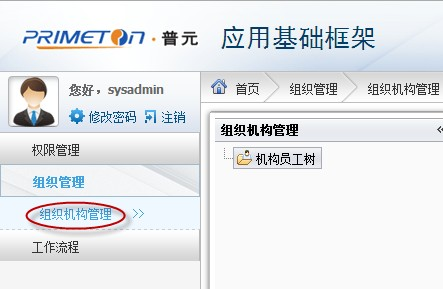 PRIMETON·普元 应用基础框架
您好，sysadmin
修改密码 注销
首页 组织管理 组织机构管理
权限管理
组织管理
组织机构管理 >>
工作流程
组织机构管理 «
机构员工树